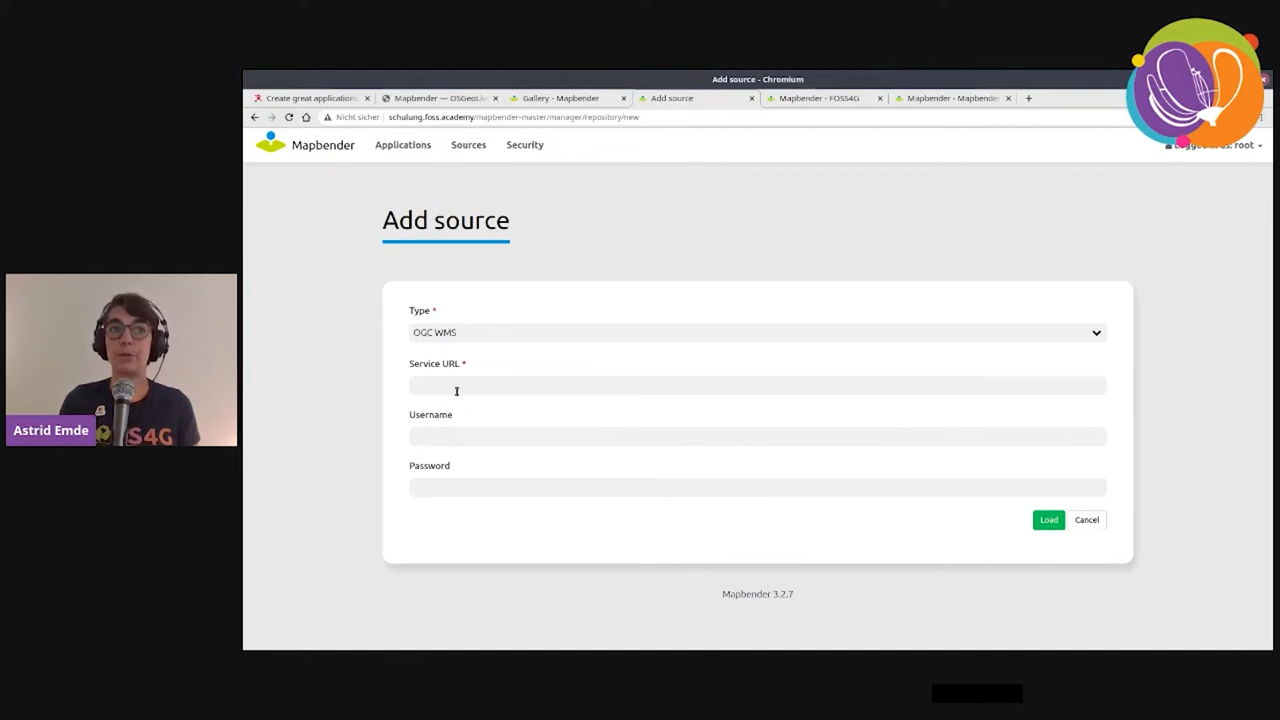 Add source - Chromium
Create great applications
Mapbender — OSGeoLiv
Gallery - Mapbender
Add source
Mapbender - FOSS4G
Mapbender - Mapbende
Nicht sicher
schulung.foss.academy/mapbender-master/manager/repository/new
Mapbender
Applications
Sources
Security
root
Add source
Type *
OGC WMS
Service URL *
Username
Password
Load
Cancel
Mapbender 3.2.7
Astrid Emde
S4G